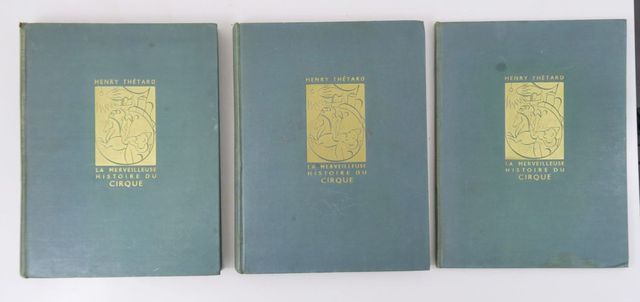 HENRY THÉTARD
LA MERVEILLEUSE
HISTOIRE DU
CIRQUE
HENRY THÉTARD
LA MERVEILLEUSE
HISTOIRE DU
CIRQUE
HENRY THÉTARD
LA MERVEILLEUSE
HISTOIRE DU
CIRQUE